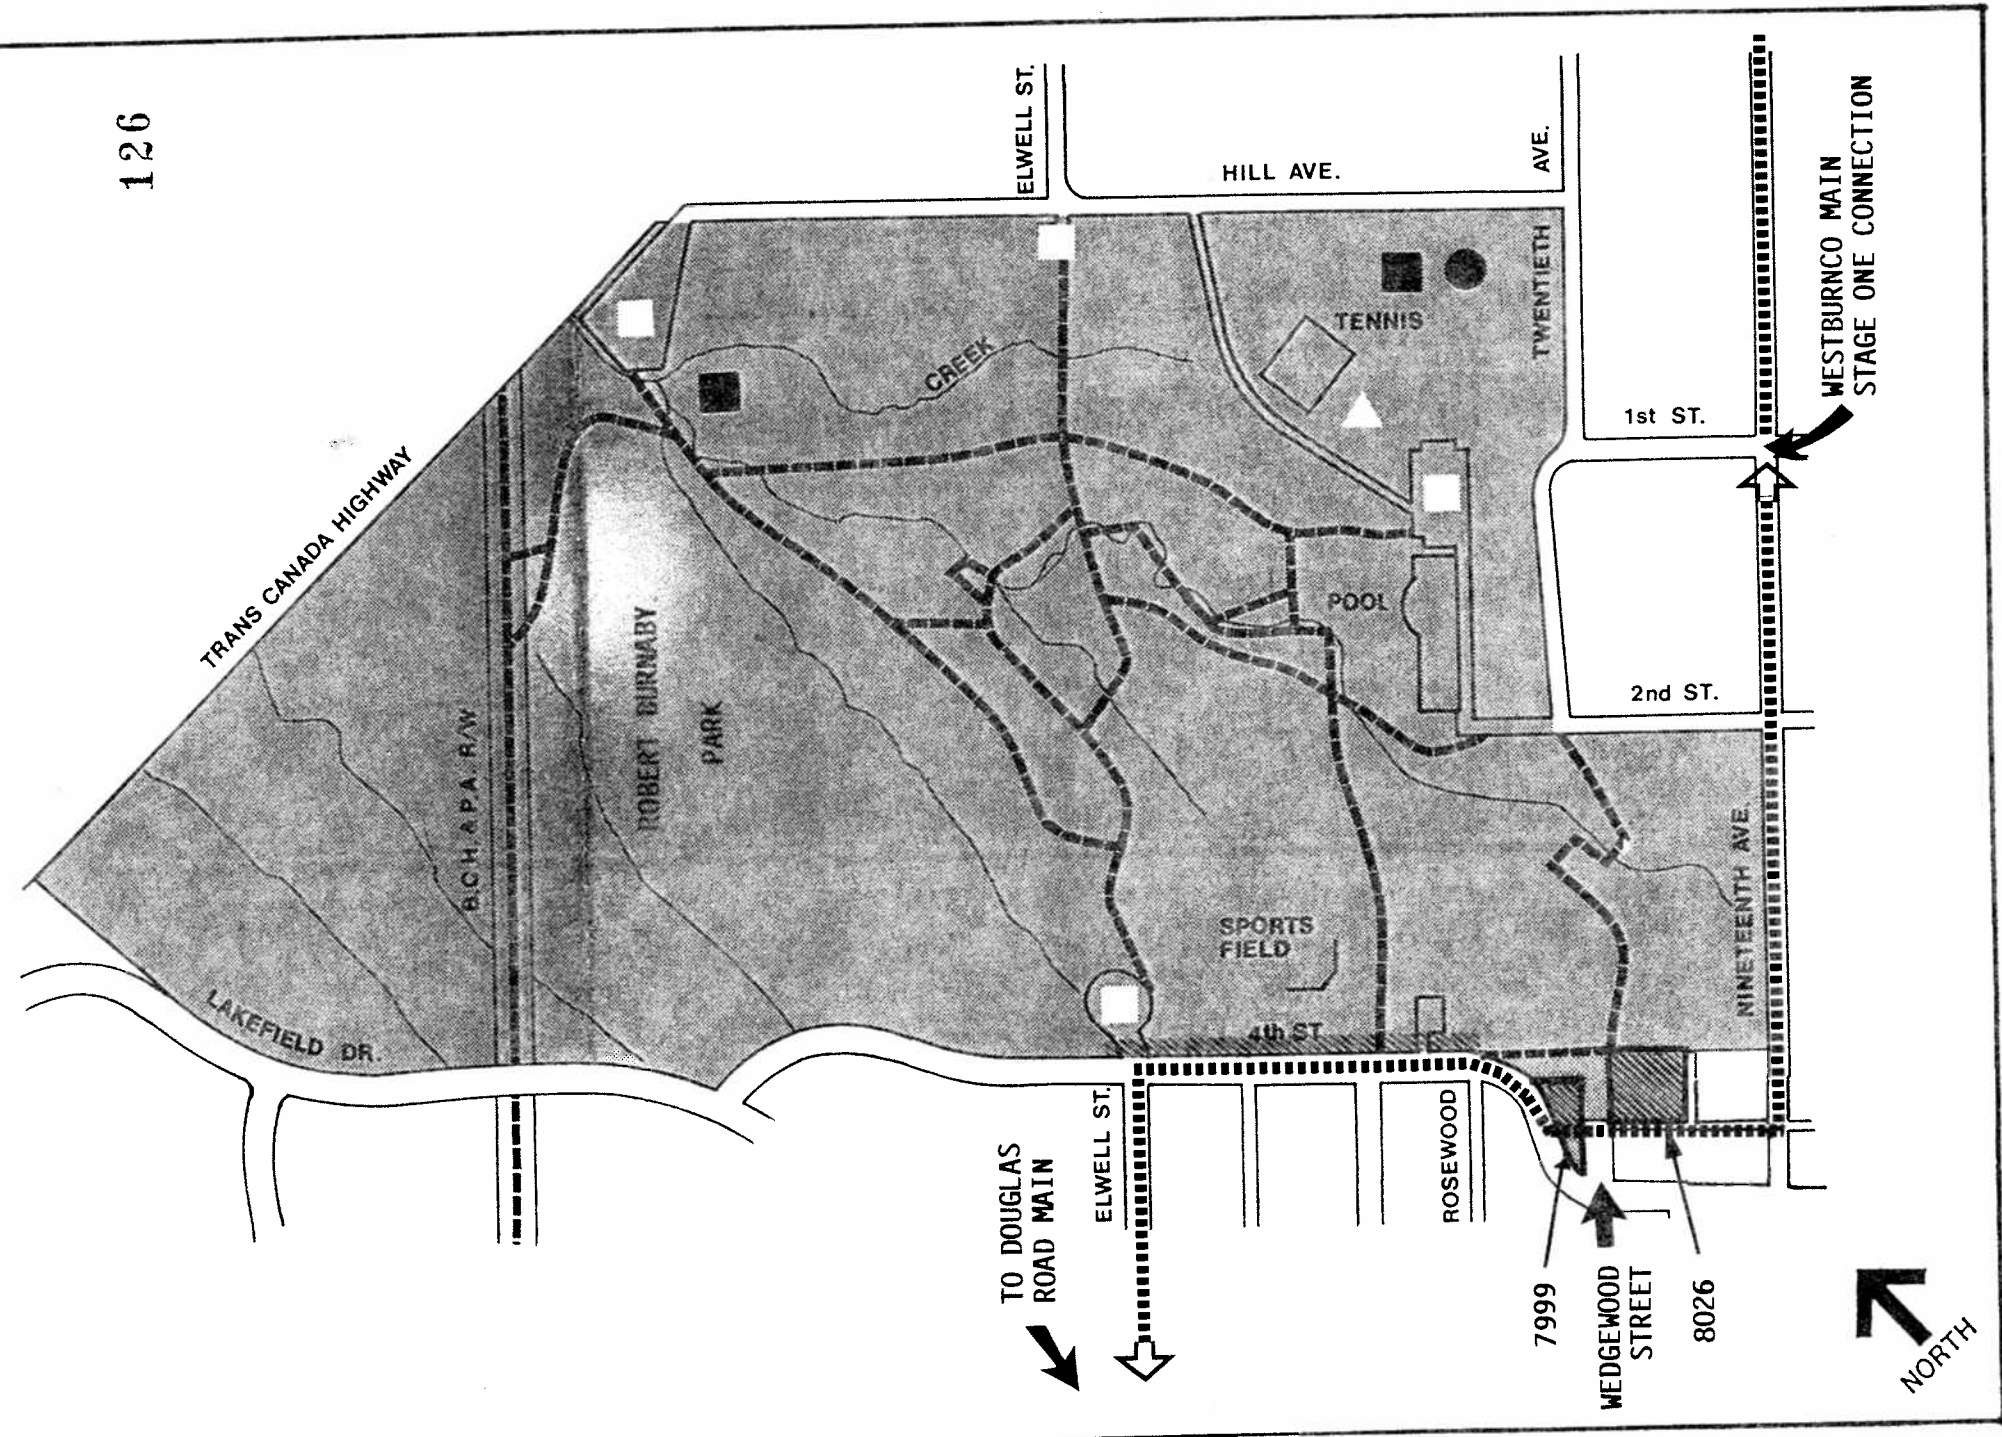 126
TRANS CANADA HIGHWAY
ELWELL ST.
HILL AVE.
AVE.
TWENTIETH
TENNIS
CREEK
1st ST.
WESTBURNCO MAIN
STAGE ONE CONNECTION
POOL
2nd ST.
ROBERT BURNABY
PARK
B.C.H.&P.A. R/W
NINETEENTH AVE.
SPORTS
FIELD
4th ST
LAKEFIELD DR.
ELWELL ST.
ROSEWOOD
TO DOUGLAS
ROAD MAIN
7999
WEDGEWOOD
STREET
8026
NORTH